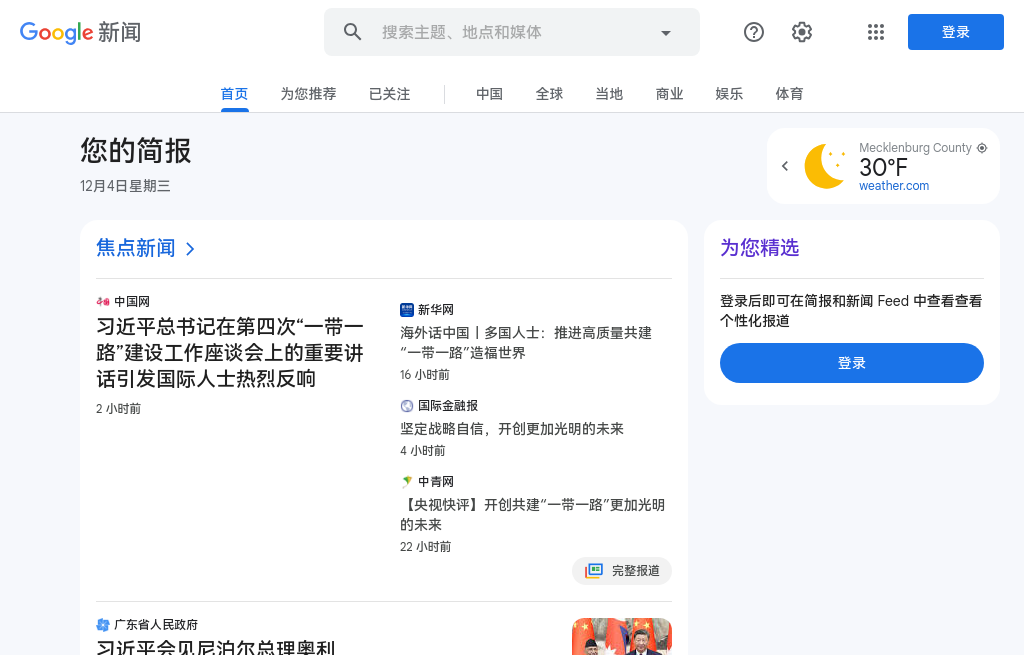 Google 新闻
搜索主题、地点和媒体
登录
首页
为您推荐
已关注
中国
全球
当地
商业
娱乐
体育
您的简报
12月4日星期三
Mecklenburg County
30°F
weather.com
焦点新闻
中国网
习近平总书记在第四次“一带一
路”建设工作座谈会上的重要讲
话引发国际人士热烈反响
2 小时前
新华网
海外话中国丨多国人士：推进高质量共建
“一带一路”造福世界
16 小时前
国际金融报
坚定战略自信，开创更加光明的未来
4 小时前
中青网
【央视快评】开创共建“一带一路”更加光明
的未来
22 小时前
完整报道
广东省人民政府
习近平会见尼泊尔总理奥利
为您精选
登录后即可在简报和新闻 Feed 中查看查看
个性化报道
登录